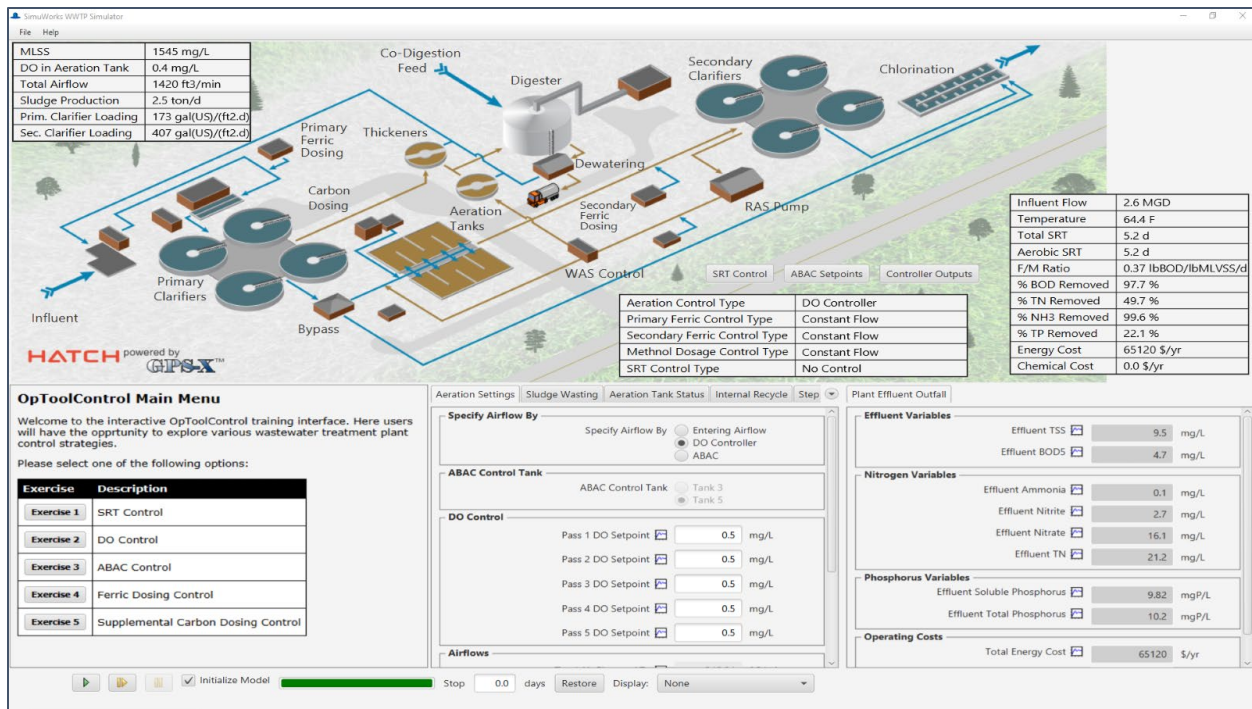 SimuWorks WWTP Simulator
File Help
MLSS 1545 mg/L
DO in Aeration Tank 0.4 mg/L
Total Airflow 1420 ft3/min
Sludge Production 2.5 ton/d
Prim. Clarifier Loading 173 gal(US)/(ft2.d)
Sec. Clarifier Loading 407 gal(US)/(ft2.d)
Co-Digestion
Feed
Digester
Secondary
Clarifiers
Chlorination
Primary
Ferric
Dosing
Thickeners
Dewatering
Carbon
Dosing
Aeration
Tanks
Secondary
Ferric
Dosing
RAS Pump
WAS Control
Primary
Clarifiers
Bypass
Influent
HATCH powered by GPS-X™
SRT Control ABAC Setpoints Controller Outputs
Aeration Control Type DO Controller
Primary Ferric Control Type Constant Flow
Secondary Ferric Control Type Constant Flow
Methnol Dosage Control Type Constant Flow
SRT Control Type No Control
Influent Flow 2.6 MGD
Temperature 64.4 F
Total SRT 5.2 d
Aerobic SRT 5.2 d
F/M Ratio 0.37 lbBOD/lbMLVSS/d
% BOD Removed 97.7 %
% TN Removed 49.7 %
% NH3 Removed 99.6 %
% TP Removed 22.1 %
Energy Cost 65120 $/yr
Chemical Cost 0.0 $/yr
OpToolControl Main Menu
Welcome to the interactive OpToolControl training interface. Here users
will have the opprtunity to explore various wastewater treatment plant
control strategies.
Please select one of the following options:
Exercise Description
Exercise 1 SRT Control
Exercise 2 DO Control
Exercise 3 ABAC Control
Exercise 4 Ferric Dosing Control
Exercise 5 Supplemental Carbon Dosing Control
Aeration Settings Sludge Wasting Aeration Tank Status Internal Recycle Step
Specify Airflow By
Specify Airflow By Entering Airflow
DO Controller
ABAC
ABAC Control Tank
ABAC Control Tank Tank 3
Tank 5
DO Control
Pass 1 DO Setpoint 0.5 mg/L
Pass 2 DO Setpoint 0.5 mg/L
Pass 3 DO Setpoint 0.5 mg/L
Pass 4 DO Setpoint 0.5 mg/L
Pass 5 DO Setpoint 0.5 mg/L
Airflows
Plant Effluent Outfall
Effluent Variables
Effluent TSS 9.5 mg/L
Effluent BOD5 4.7 mg/L
Nitrogen Variables
Effluent Ammonia 0.1 mg/L
Effluent Nitrite 2.7 mg/L
Effluent Nitrate 16.1 mg/L
Effluent TN 21.2 mg/L
Phosphorus Variables
Effluent Soluble Phosphorus 9.82 mgP/L
Effluent Total Phosphorus 10.2 mgP/L
Operating Costs
Total Energy Cost 65120 $/yr
Initialize Model Stop 0.0 days Restore Display: None